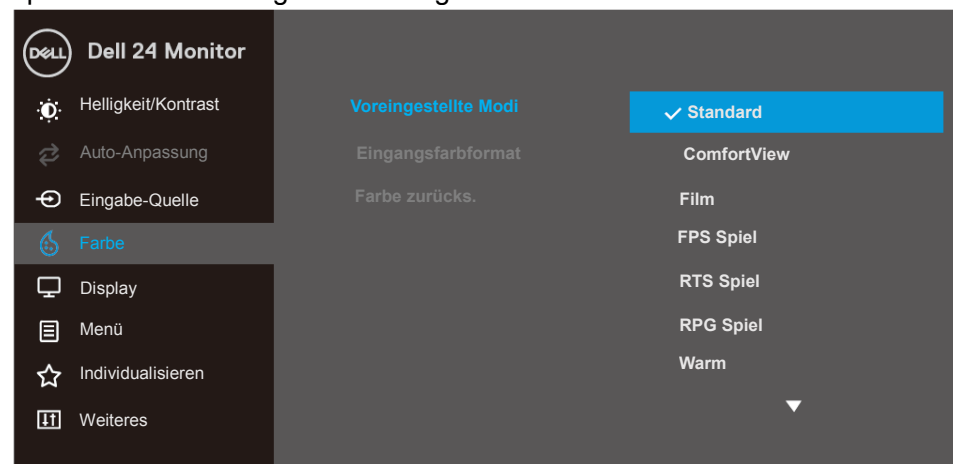 DELL Dell 24 Monitor
Helligkeit/Kontrast
Auto-Anpassung
Eingabe-Quelle
Farbe
Display
Menü
Individualisieren
Weiteres
Voreingestellte Modi
Eingangsfarbformat
Farbe zurücks.
Standard
ComfortView
Film
FPS Spiel
RTS Spiel
RPG Spiel
Warm